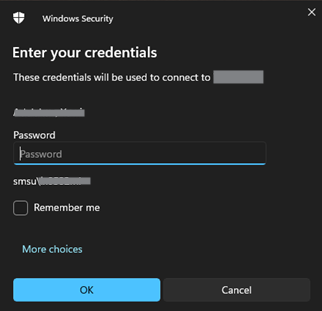 Windows Security
Enter your credentials
These credentials will be used to connect to
Password
Password
smsu\
Remember me
More choices
OK
Cancel